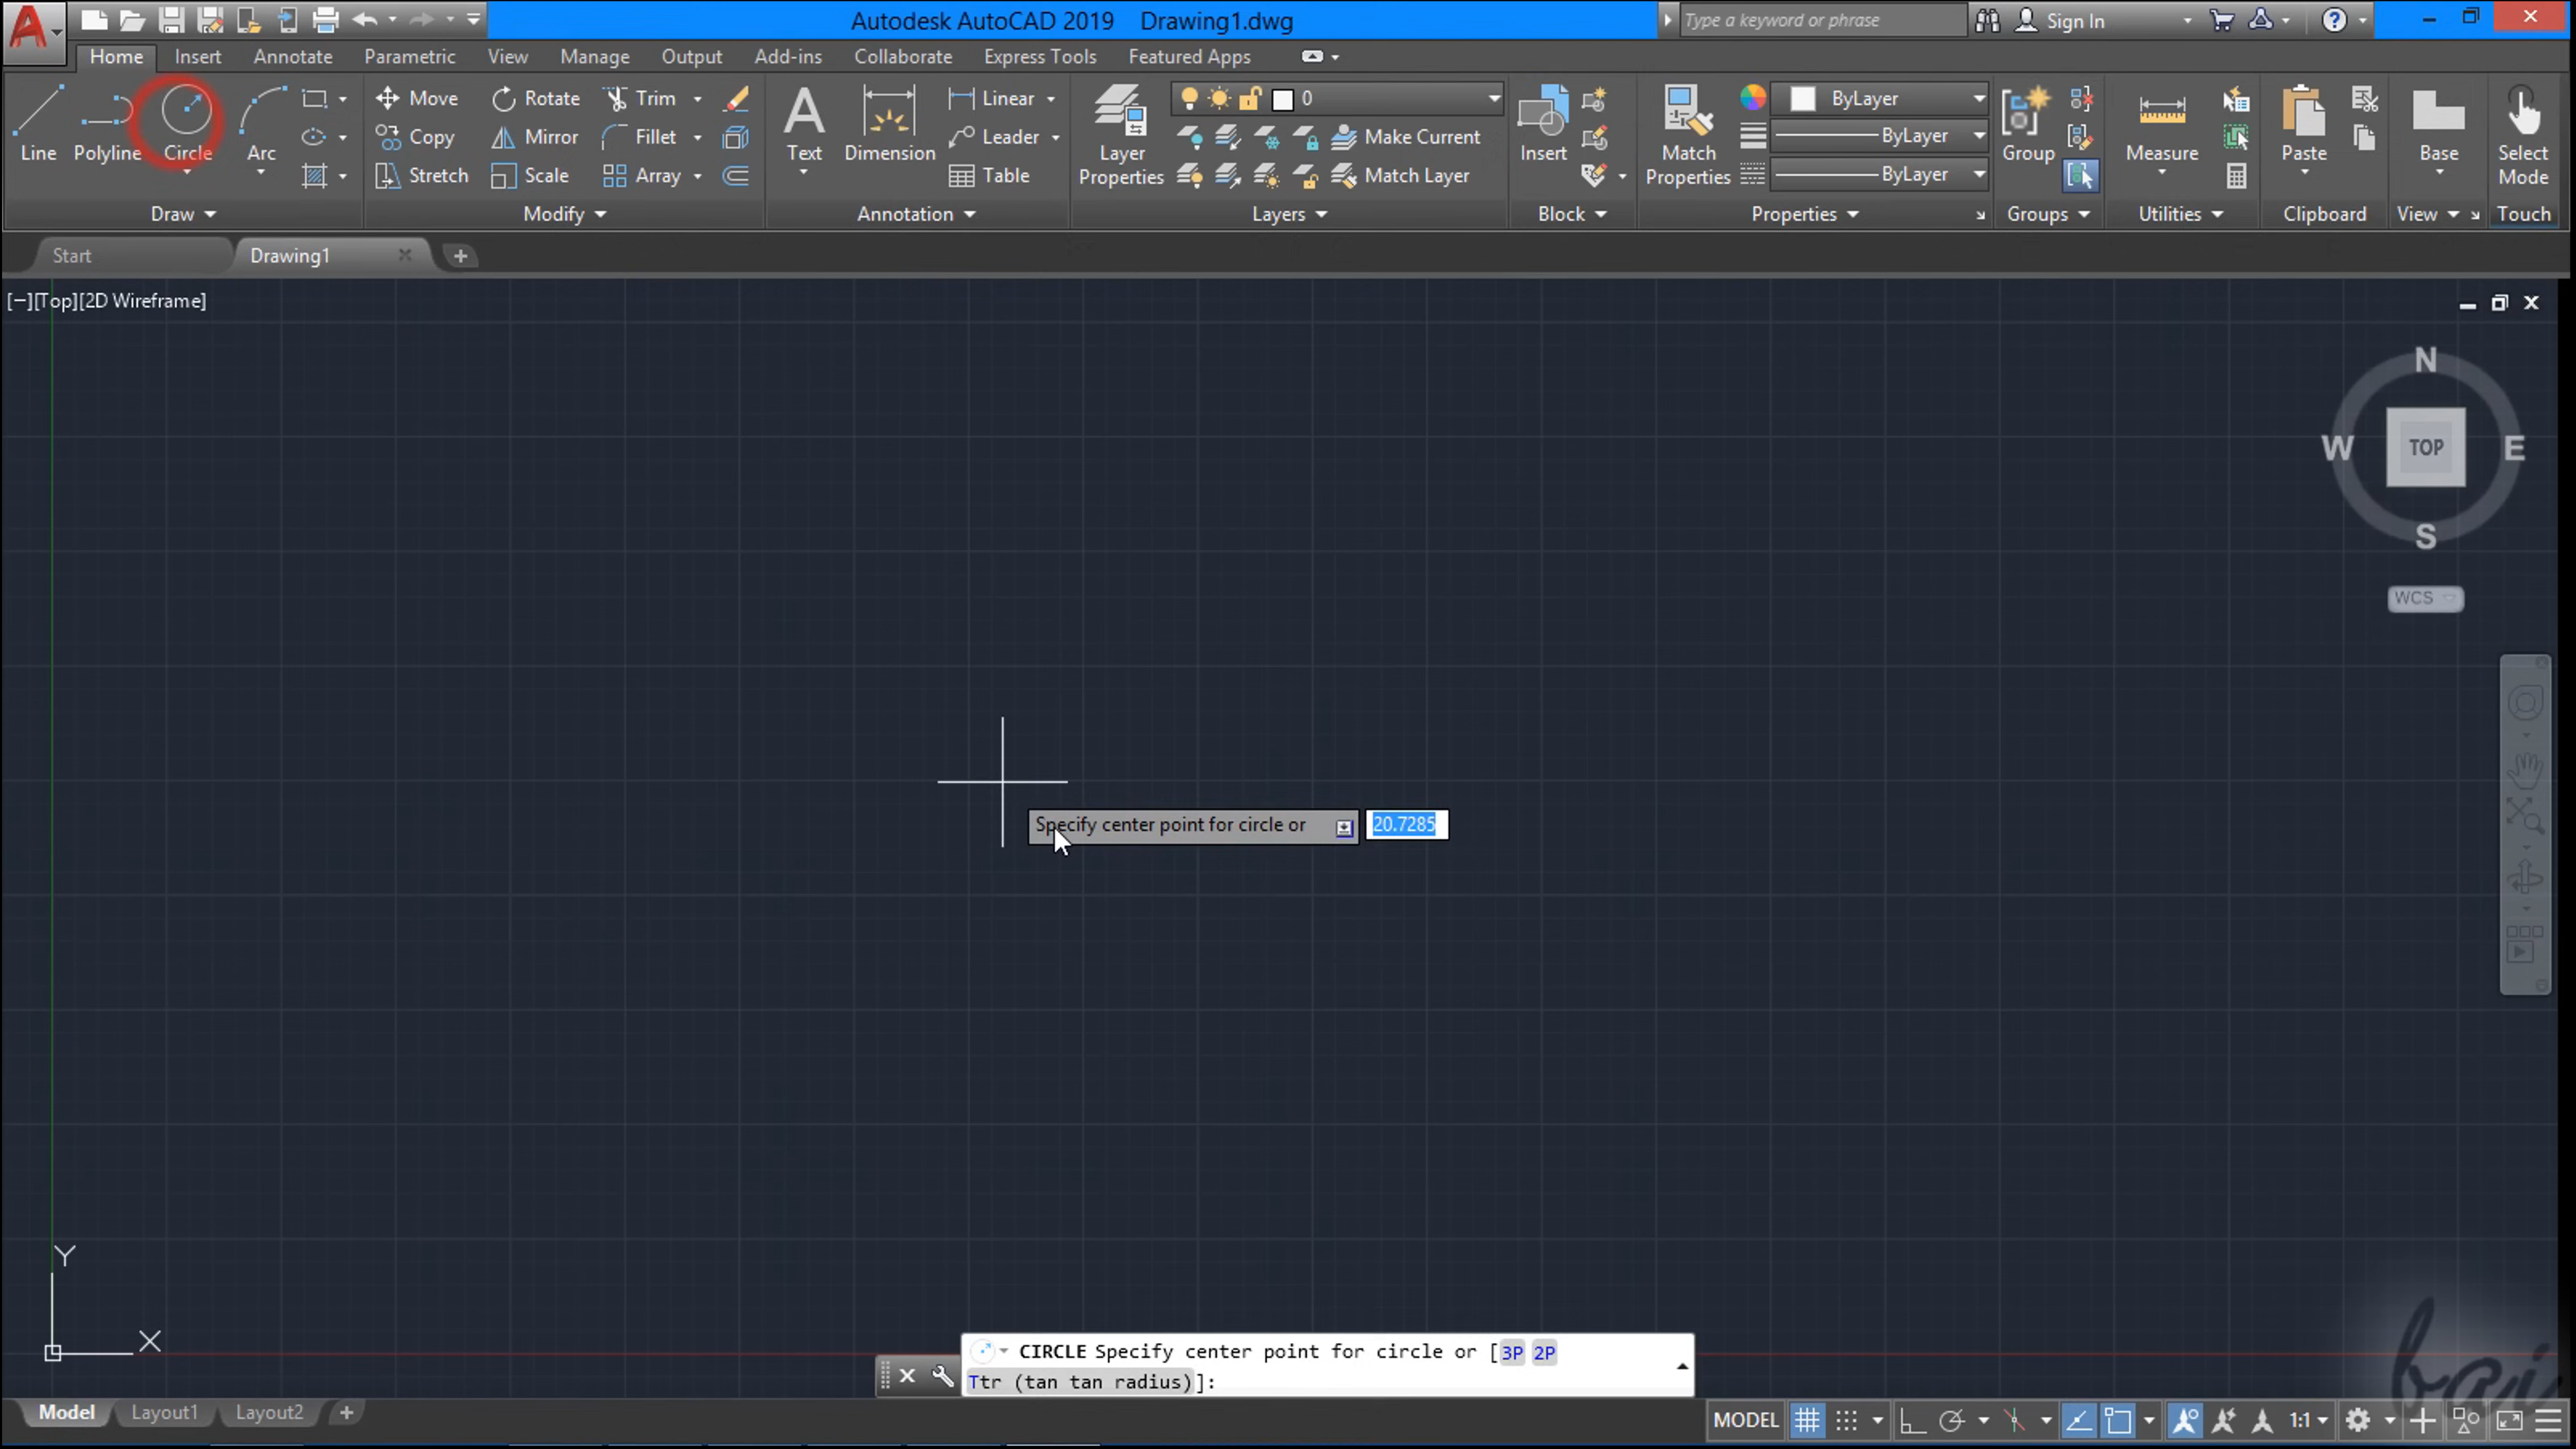 Autodesk AutoCAD 2019 Drawing1.dwg
Type a keyword or phrase
Sign In
Home Insert Annotate Parametric View Manage Output Add-ins Collaborate Express Tools Featured Apps
Line Polyline Circle Arc
Move Rotate Trim
Copy Mirror Fillet
Stretch Scale Array
Text Dimension
Linear
Leader
Table
Layer
Properties
0
Make Current
Match Layer
Insert
Match
Properties
ByLayer
ByLayer
ByLayer
Group
Measure
Paste
Base
Select
Mode
Draw Modify Annotation Layers Block Properties Groups Utilities Clipboard View Touch
Start Drawing1
[−][Top][2D Wireframe]
N
W TOP E
S
WCS
Specify center point for circle or 20.7285
Y
X
CIRCLE Specify center point for circle or [3P 2P
Ttr (tan tan radius)]:
Model Layout1 Layout2
MODEL 1:1
bai